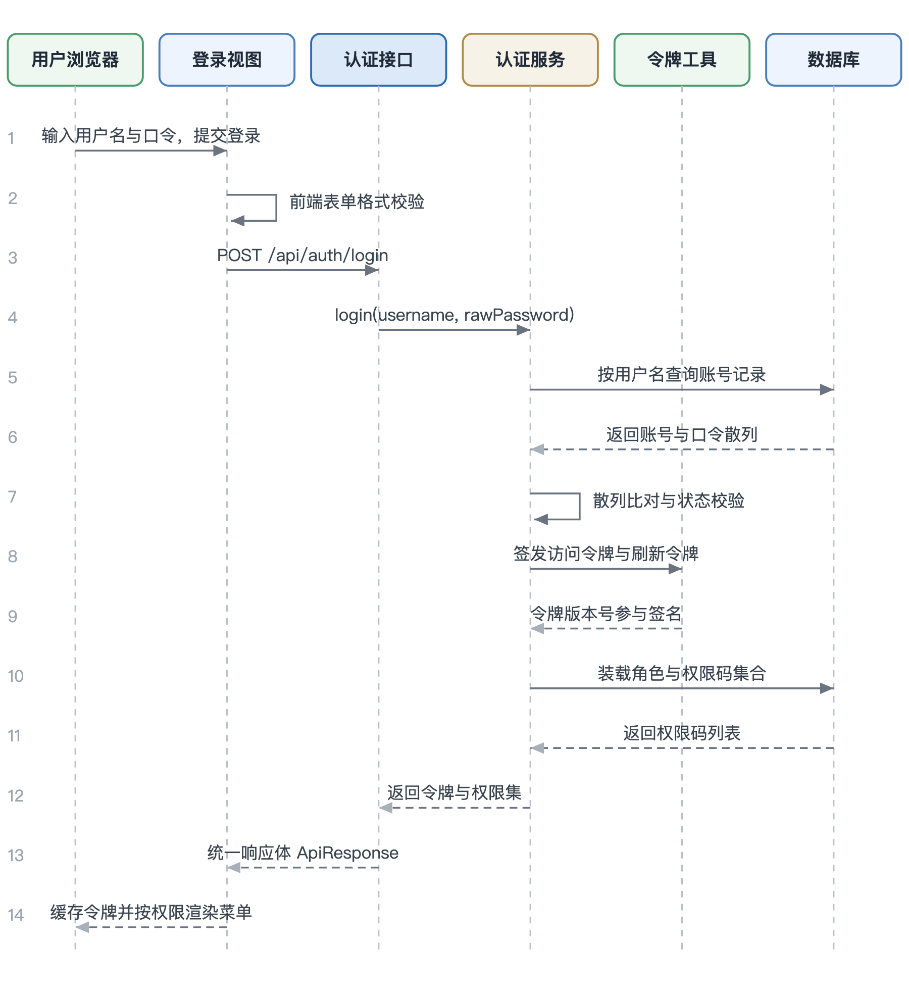 用户浏览器
登录视图
认证接口
认证服务
令牌工具
数据库
1
输入用户名与口令，提交登录
2
前端表单格式校验
3
POST /api/auth/login
4
login(username, rawPassword)
5
按用户名查询账号记录
6
返回账号与口令散列
7
散列比对与状态校验
8
签发访问令牌与刷新令牌
9
令牌版本号参与签名
10
装载角色与权限码集合
11
返回权限码列表
12
返回令牌与权限集
13
统一响应体 ApiResponse
14
缓存令牌并按权限渲染菜单